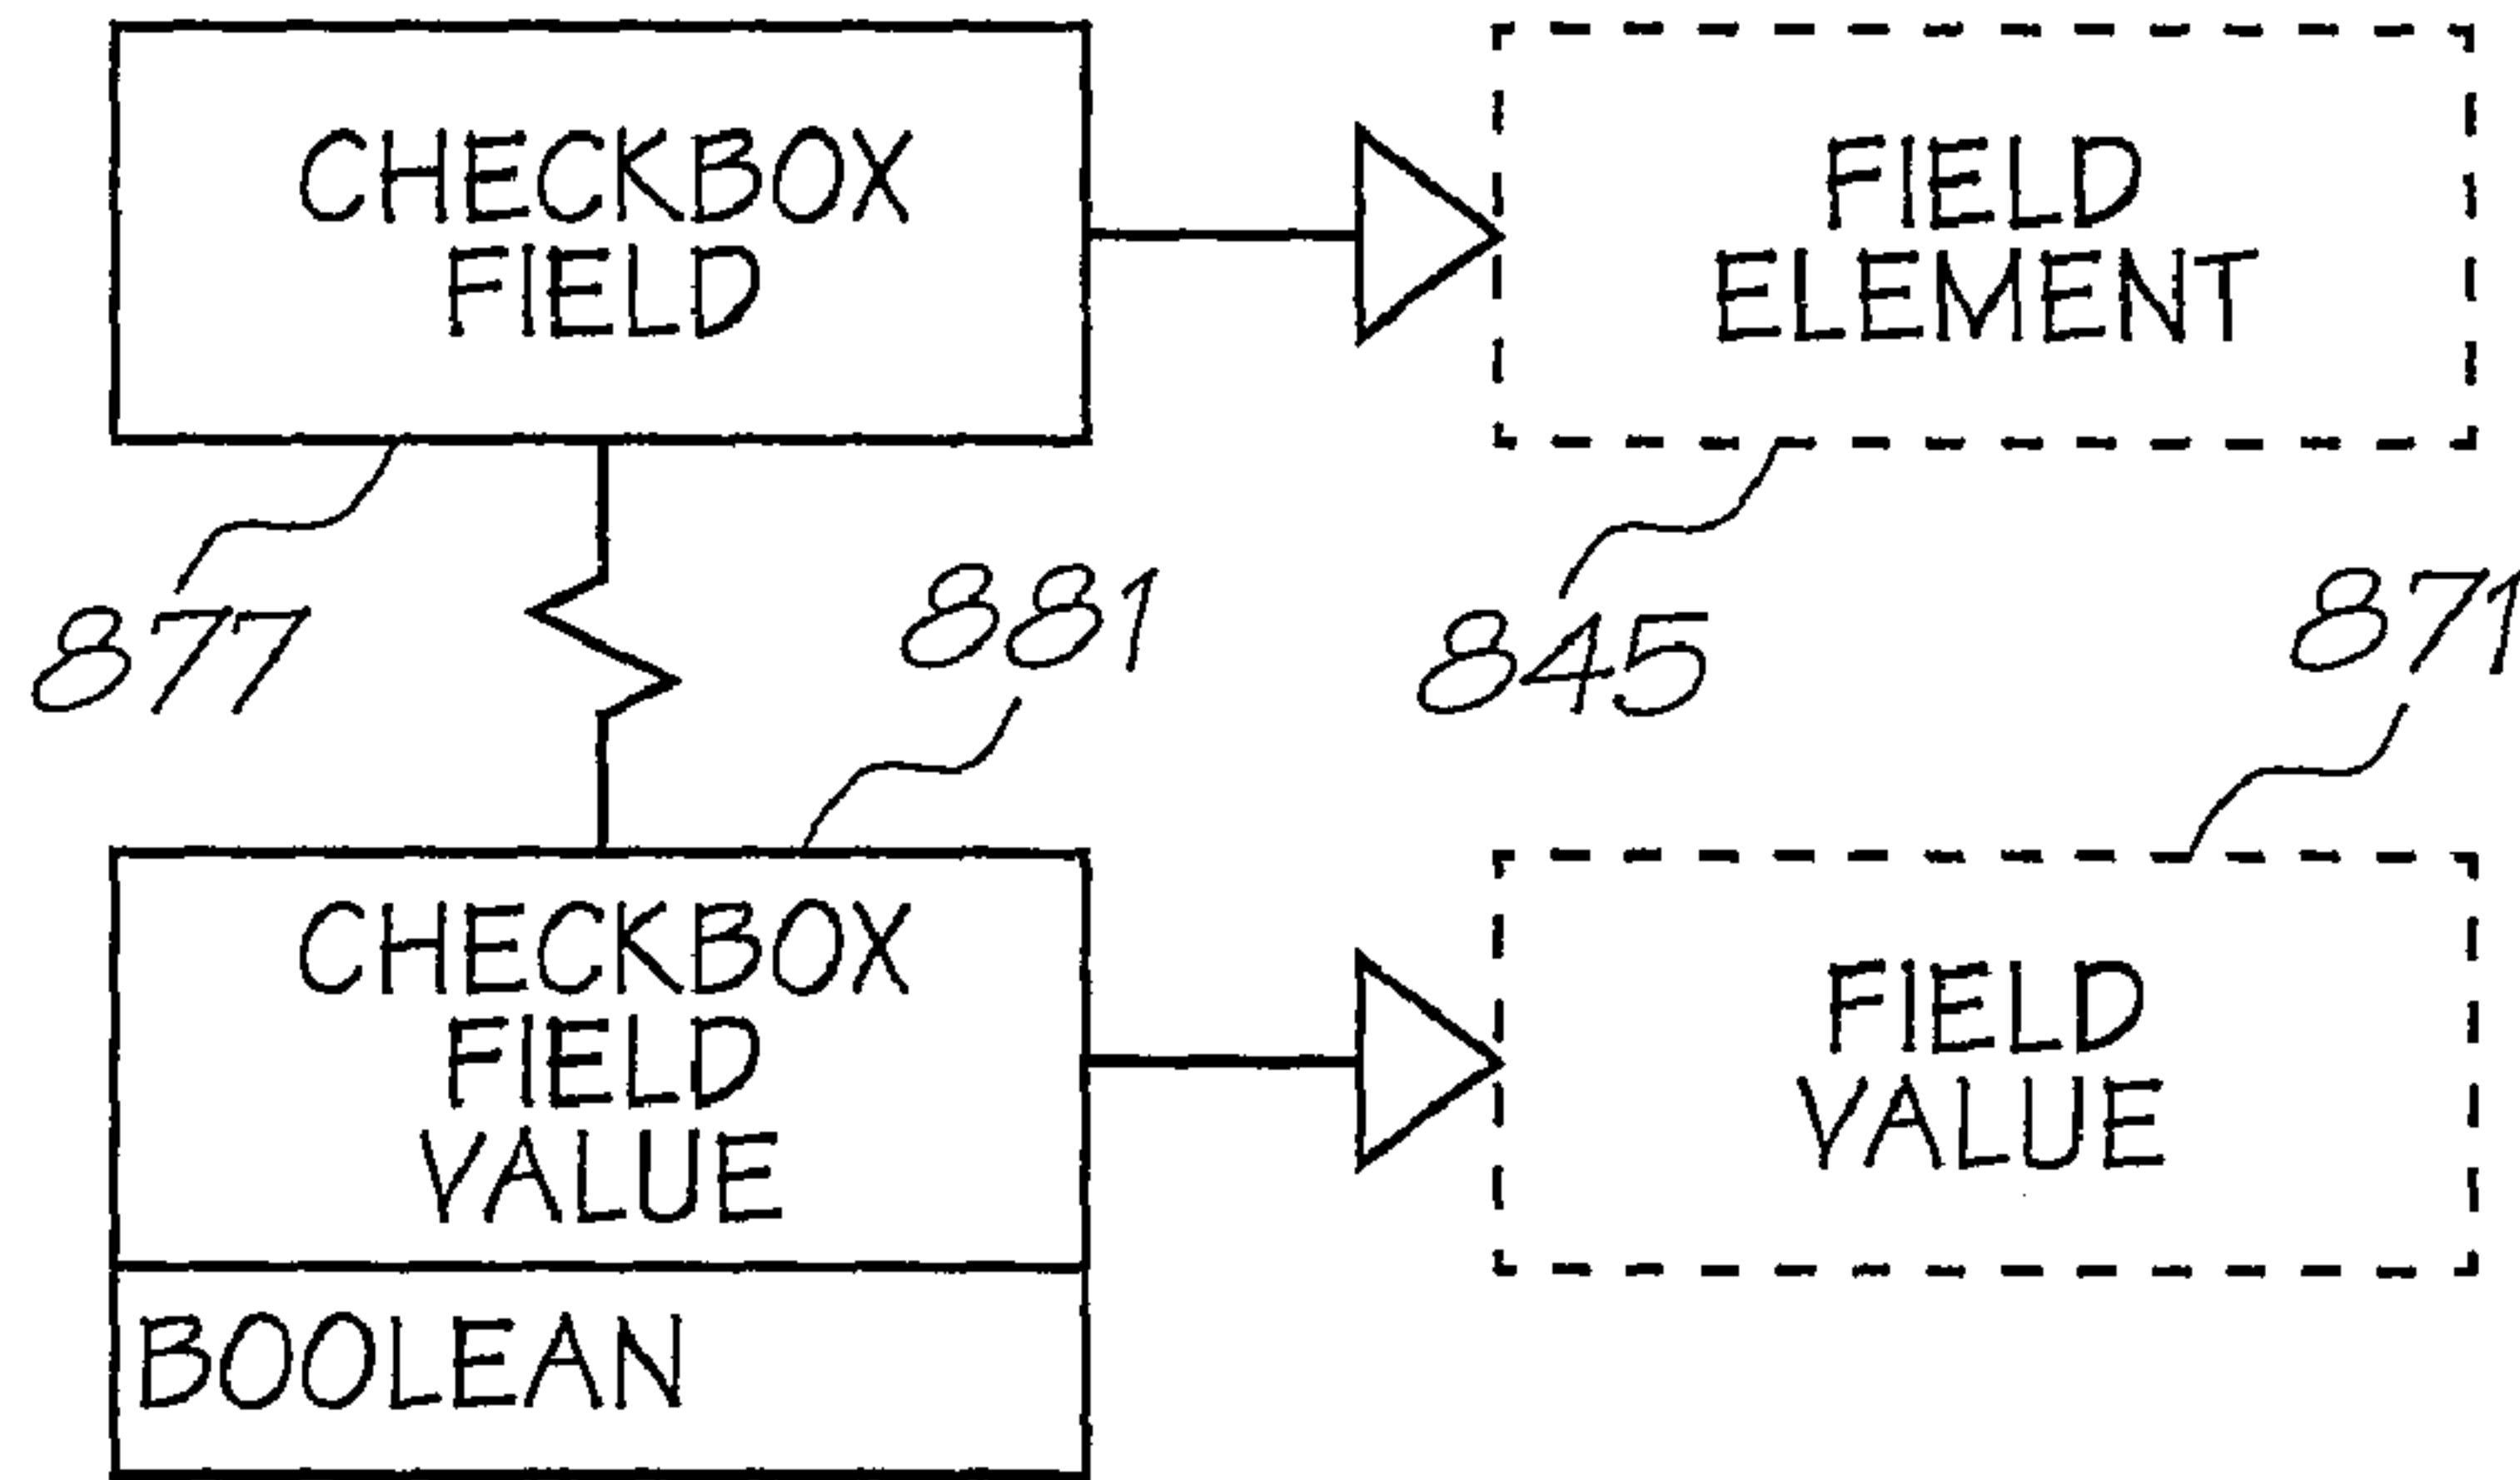 CHECKBOX
FIELD
FIELD
ELEMENT
877
881
845
871
CHECKBOX
FIELD
VALUE
FIELD
VALUE
BOOLEAN